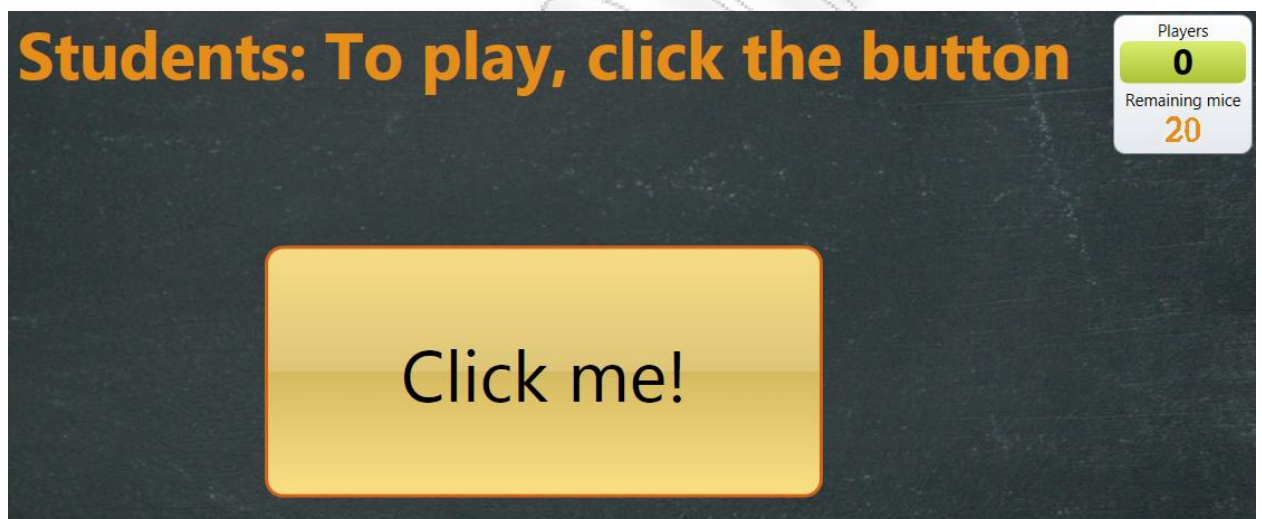 Students: To play, click the button
Players
0
Remaining mice
20
Click me!